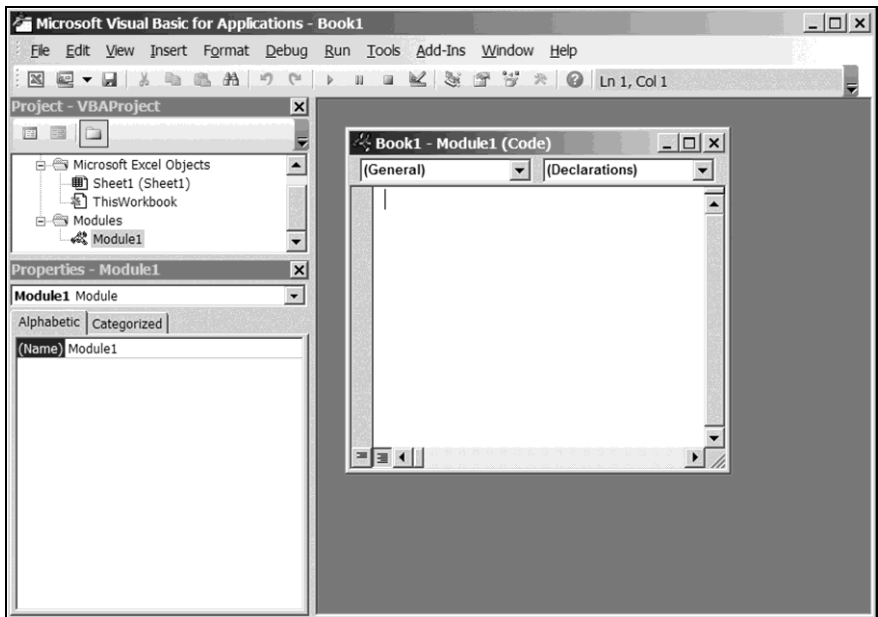 Microsoft Visual Basic for Applications - Book1
File Edit View Insert Format Debug Run Tools Add-Ins Window Help
Ln 1, Col 1
Project - VBAProject
Microsoft Excel Objects
Sheet1 (Sheet1)
ThisWorkbook
Modules
Module1
Properties - Module1
Module1 Module
Alphabetic Categorized
(Name) Module1
Book1 - Module1 (Code)
(General) (Declarations)